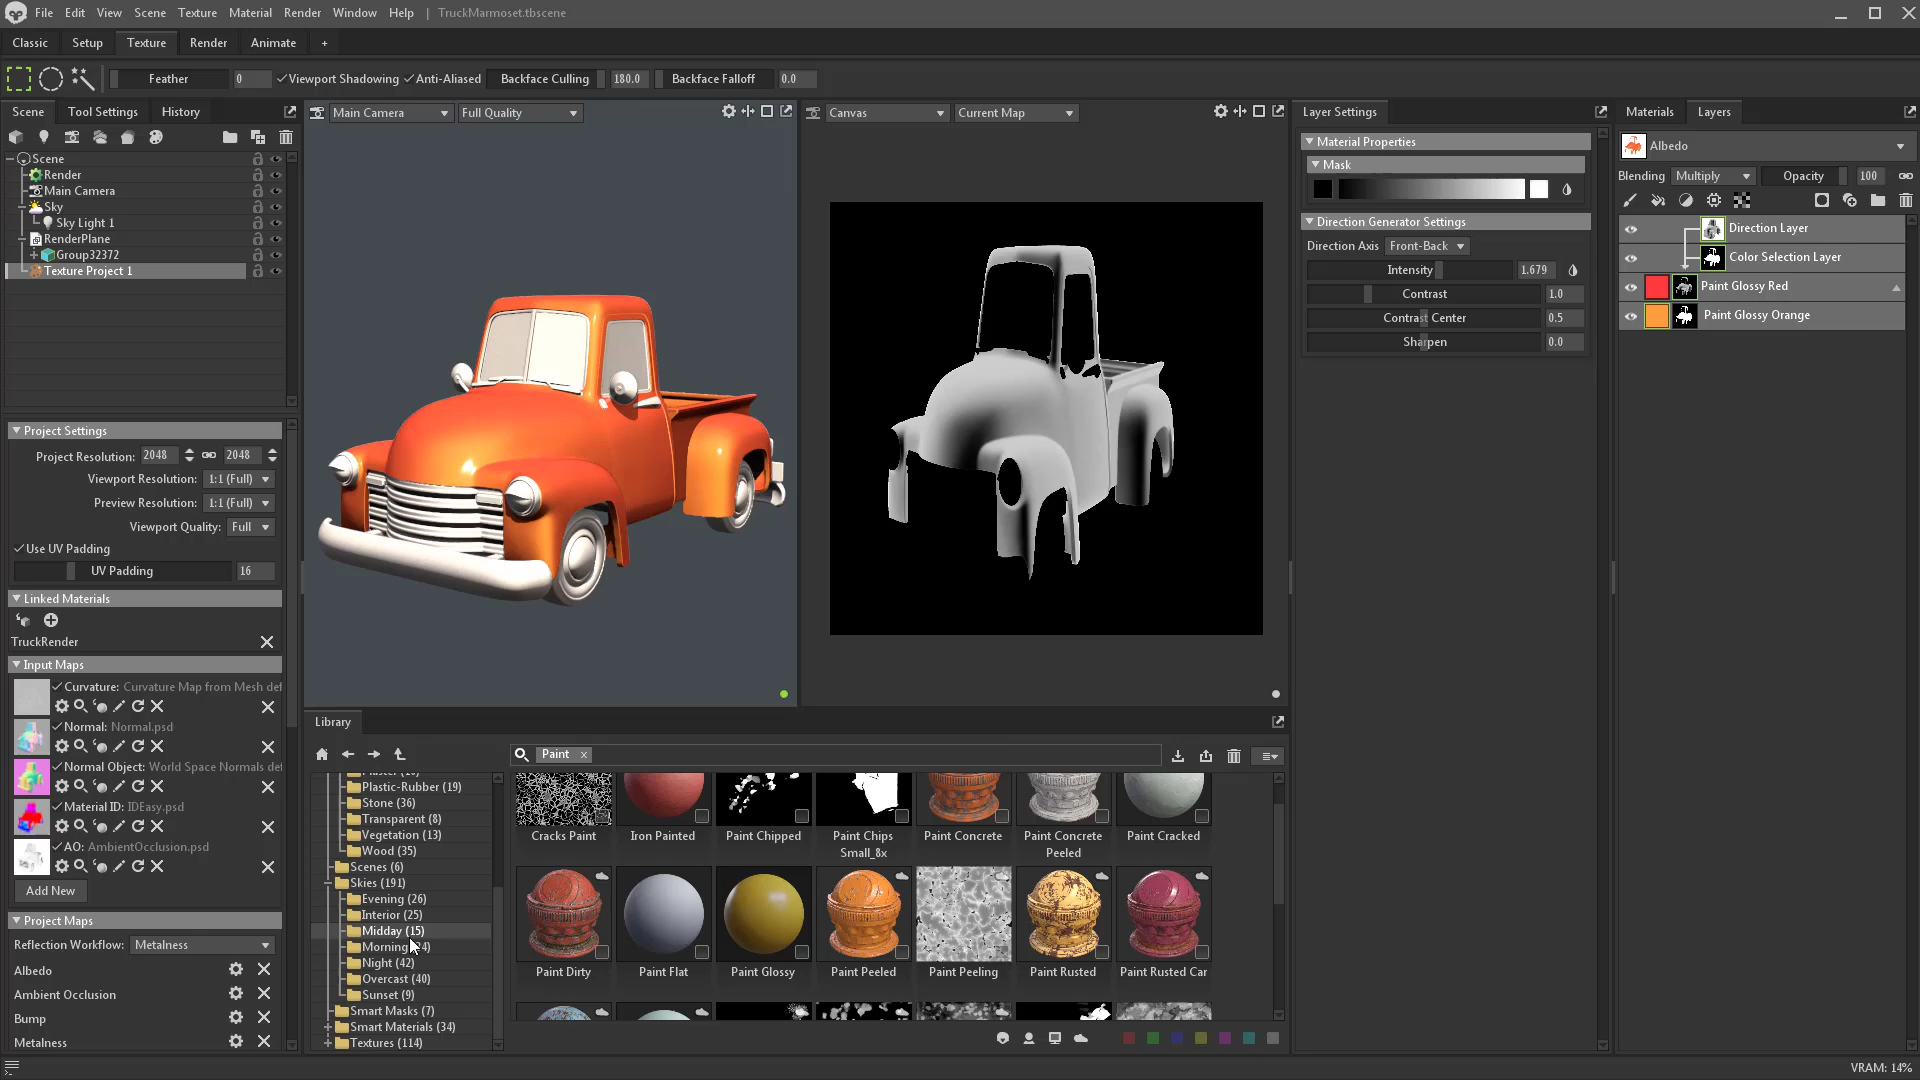 File Edit View Scene Texture Material Render Window Help | TruckMarmoset.tbscene
Classic Setup Texture Render Animate +
Feather 0 Viewport Shadowing Anti-Aliased Backface Culling 180.0 Backface Falloff 0.0
Scene Tool Settings History
Main Camera Full Quality
Canvas Current Map
Layer Settings
Materials Layers
Scene
Render
Main Camera
Sky
Sky Light 1
RenderPlane
Group32372
Texture Project 1
Material Properties
Mask
Direction Generator Settings
Direction Axis Front-Back
Intensity 1.679
Contrast 1.0
Contrast Center 0.5
Sharpen 0.0
Albedo
Blending Multiply Opacity 100
Direction Layer
Color Selection Layer
Paint Glossy Red
Paint Glossy Orange
Project Settings
Project Resolution: 2048 2048
Viewport Resolution: 1:1 (Full)
Preview Resolution: 1:1 (Full)
Viewport Quality: Full
Use UV Padding
UV Padding 16
Linked Materials
TruckRender
Input Maps
Curvature: Curvature Map from Mesh def
Normal: Normal.psd
Normal Object: World Space Normals def
Material ID: IDEasy.psd
AO: AmbientOcclusion.psd
Add New
Project Maps
Reflection Workflow: Metalness
Albedo
Ambient Occlusion
Bump
Metalness
Library
Paint
Plastic-Rubber (19)
Stone (36)
Transparent (8)
Vegetation (13)
Wood (35)
Scenes (6)
Skies (191)
Evening (26)
Interior (25)
Midday (15)
Night (42)
Overcast (40)
Sunset (9)
Smart Masks (7)
Smart Materials (34)
Textures (114)
Cracks Paint
Iron Painted
Paint Chipped
Paint Chips
Small_8x
Paint Concrete
Paint Concrete
Peeled
Paint Cracked
Paint Dirty
Paint Flat
Paint Glossy
Paint Peeled
Paint Peeling
Paint Rusted
Paint Rusted Car
VRAM: 14%